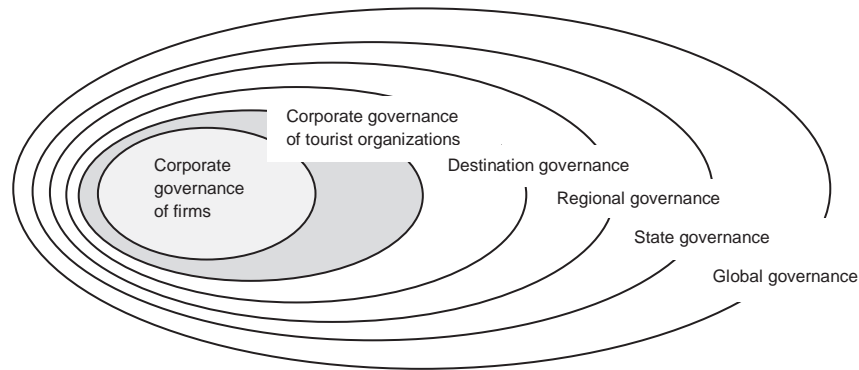 Corporate governance
of tourist organizations
Corporate
governance
of firms
Destination governance
Regional governance
State governance
Global governance